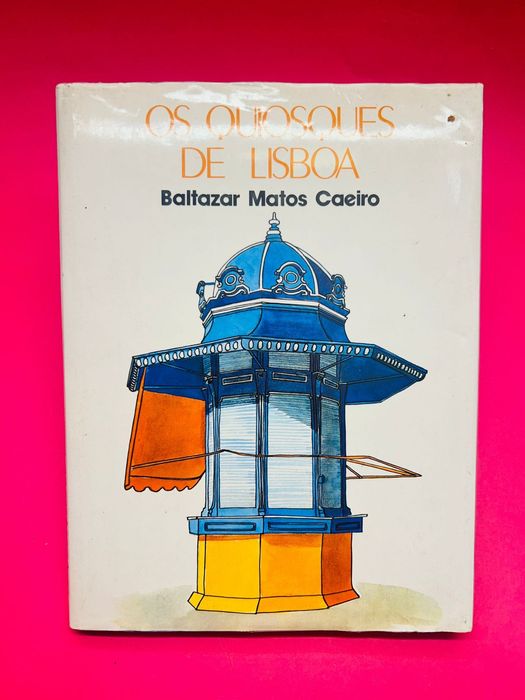 OS QUIOSQUES
DE LISBOA
Baltazar Matos Caeiro